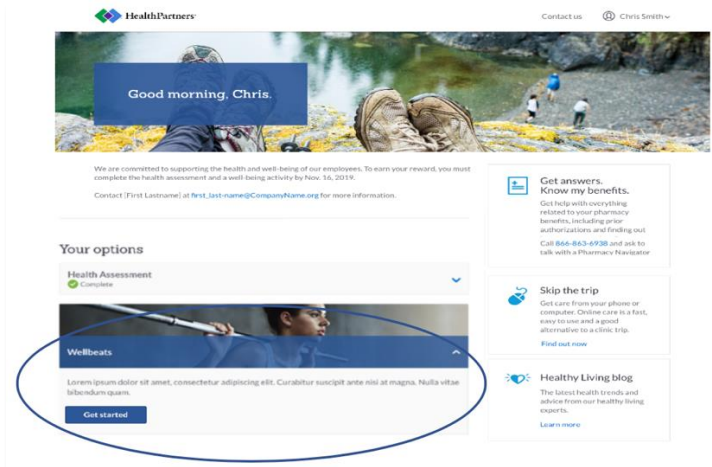 HealthPartners
Contact us
Chris Smith
Good morning, Chris.
We are committed to supporting the health and well-being of our employees. To earn your reward, you must
complete the health assessment and a well-being activity by Nov. 16, 2019.
Contact [First Lastname] at first_last-name@CompanyName.org for more information.
Your options
Health Assessment
Complete
Wellbeats
Lorem ipsum dolor sit amet, consectetur adipiscing elit. Curabitur suscipit ante nisi at magna. Nulla vitae
bibendum quam.
Get started
Get answers.
Know my benefits.
Get help with everything
related to your pharmacy
benefits, including prior
authorizations and finding out
Call 866-863-6938 and ask to
talk with a Pharmacy Navigator
Skip the trip
Get care from your phone or
computer. Online care is a fast,
easy to use and a good
alternative to a clinic trip.
Find out now
Healthy Living blog
The latest health trends and
advice from our healthy living
experts.
Learn more